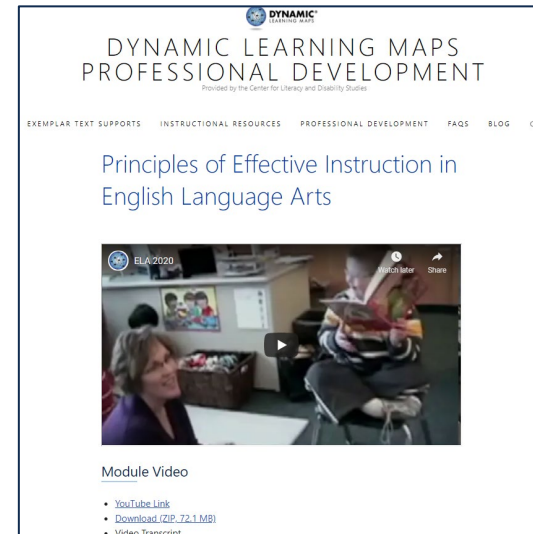 DYNAMIC®
LEARNING MAPS
DYNAMIC LEARNING MAPS
PROFESSIONAL DEVELOPMENT
Provided by the Center for Literacy and Disability Studies
EXEMPLAR TEXT SUPPORTS INSTRUCTIONAL RESOURCES PROFESSIONAL DEVELOPMENT FAQS BLOG
Principles of Effective Instruction in
English Language Arts
ELA 2020
Watch later Share
Module Video
• YouTube Link
• Download (ZIP, 72.1 MB)
• Video Transcript